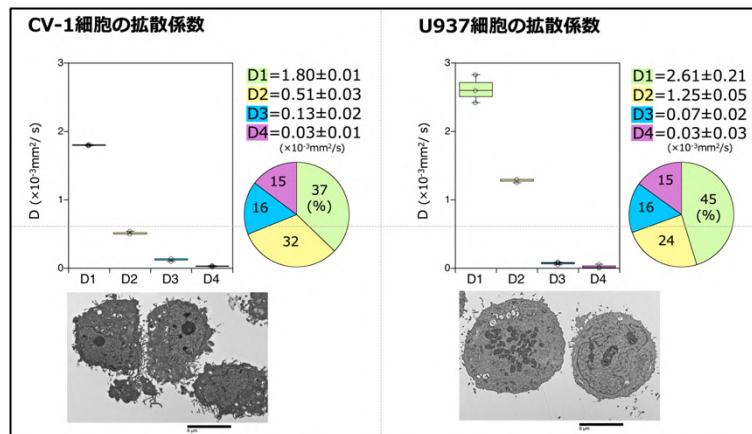 CV-1細胞の拡散係数
3
2
1
0
D (×10-3mm2/ s)
D1 D2 D3 D4
D1=1.80±0.01
D2=0.51±0.03
D3=0.13±0.02
D4=0.03±0.01
(×10-3mm2/s)
15
37
(%)
16
32
U937細胞の拡散係数
3
2
1
0
D (×10-3mm2/ s)
D1 D2 D3 D4
D1=2.61±0.21
D2=1.25±0.05
D3=0.07±0.02
D4=0.03±0.03
(×10-3mm2/s)
15
45
(%)
16
24